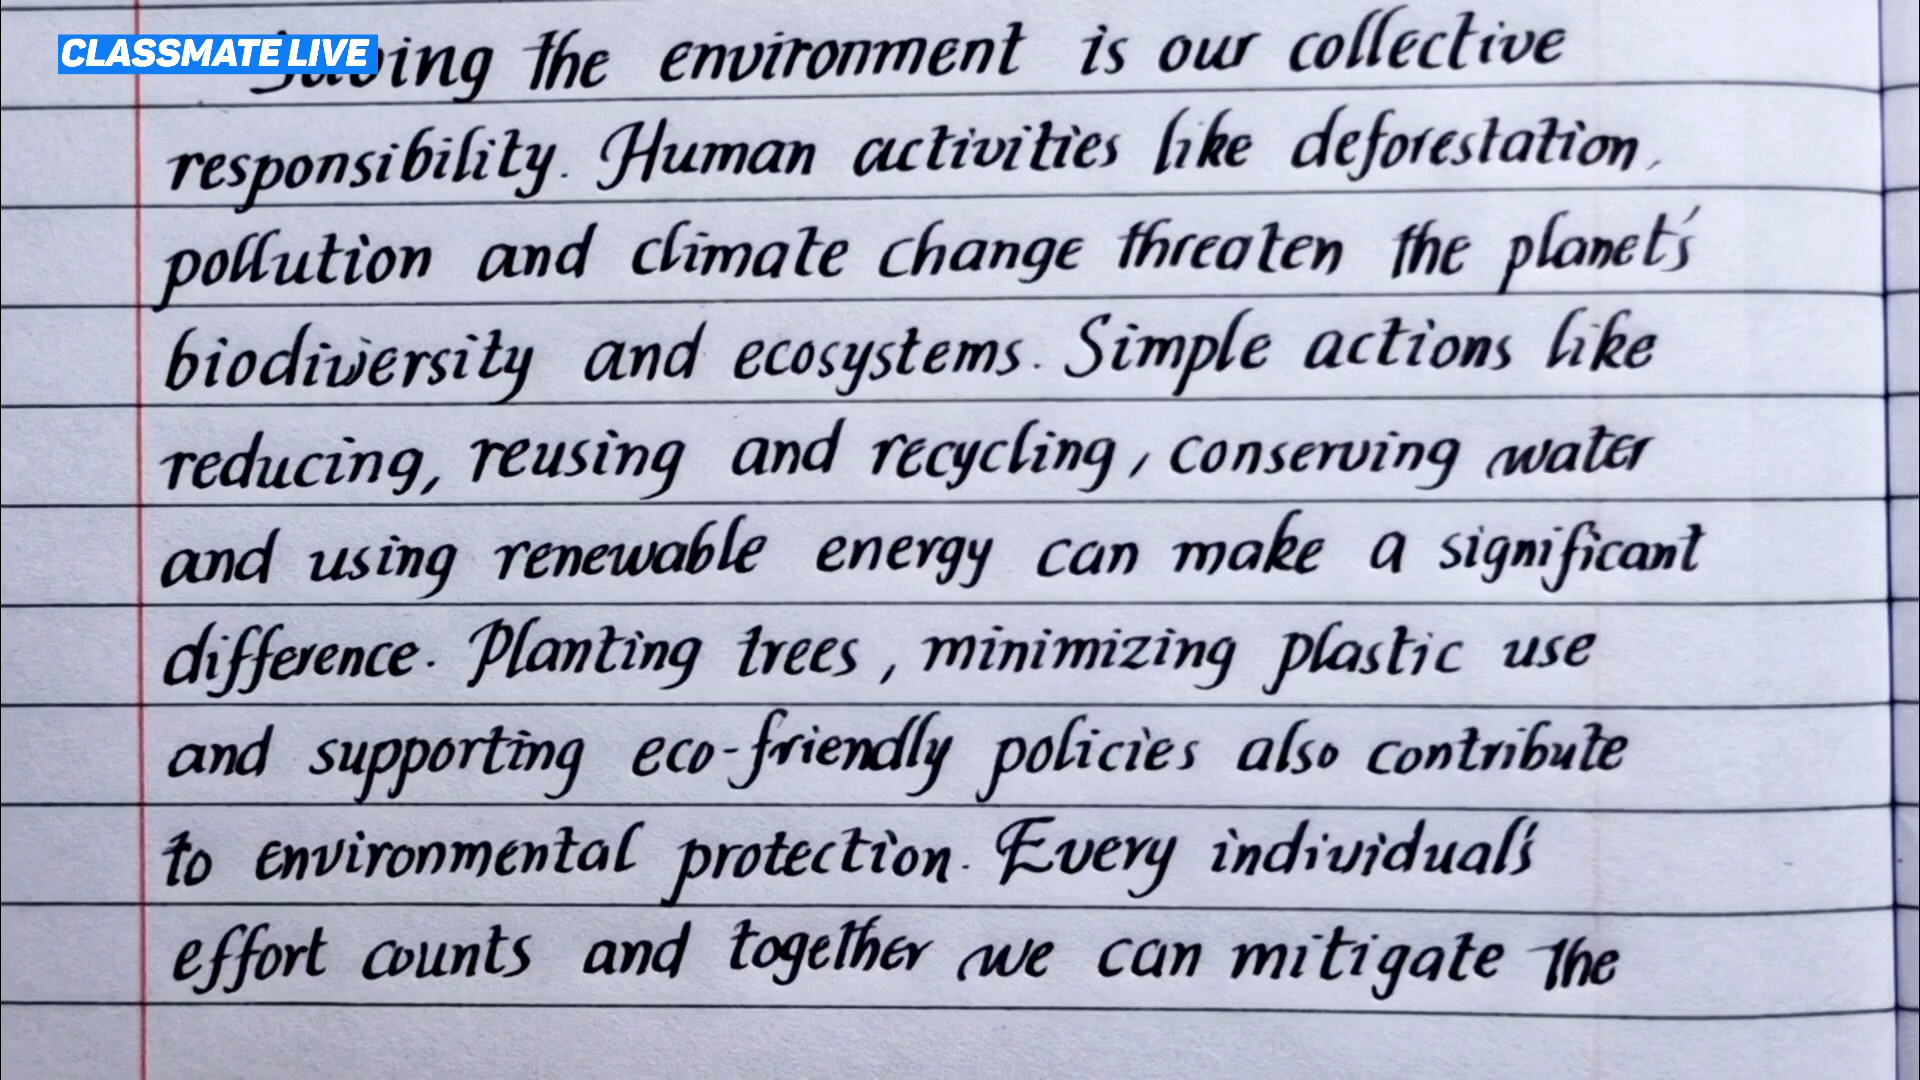 CLASSMATE LIVE
Saving the environment is our collective
responsibility. Human activities like deforestation,
pollution and climate change threaten the planet's
biodiversity and ecosystems. Simple actions like
reducing, reusing and recycling, conserving water
and using renewable energy can make a significant
difference. Planting trees, minimizing plastic use
and supporting eco-friendly policies also contribute
to environmental protection. Every individual's
effort counts and together we can mitigate the